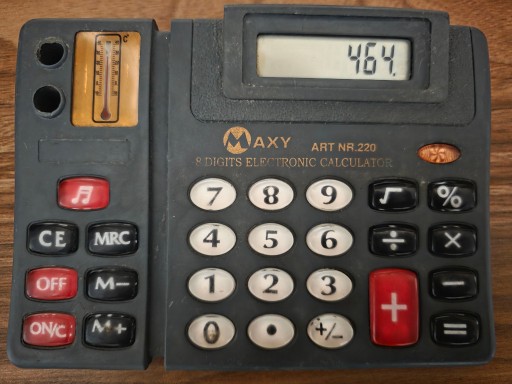 °C
464.
MAXY ART NR.220
8 DIGITS ELECTRONIC CALCULATOR
7 8 9 √ %
CE MRC 4 5 6 ÷ ×
OFF M− 1 2 3 + −
ON/C M+ 0 • +/− =